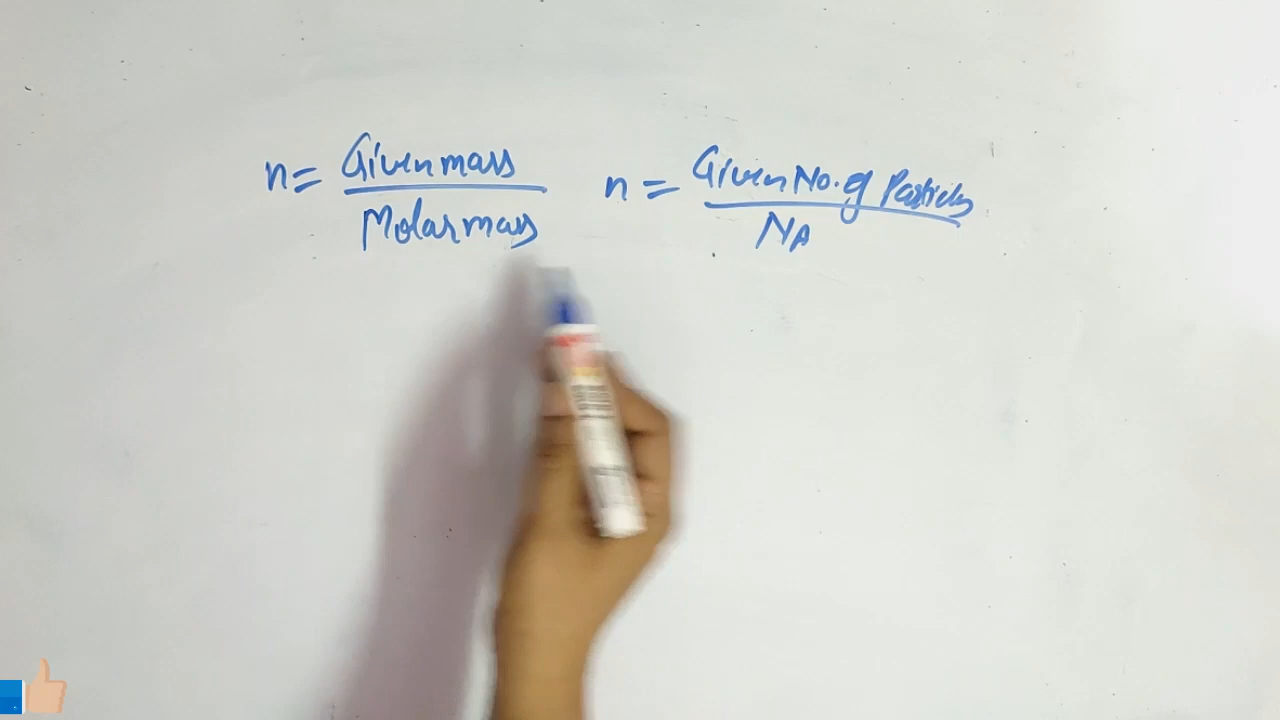 n = Given mass / Molar mass
n = Given No. of Particles / NA